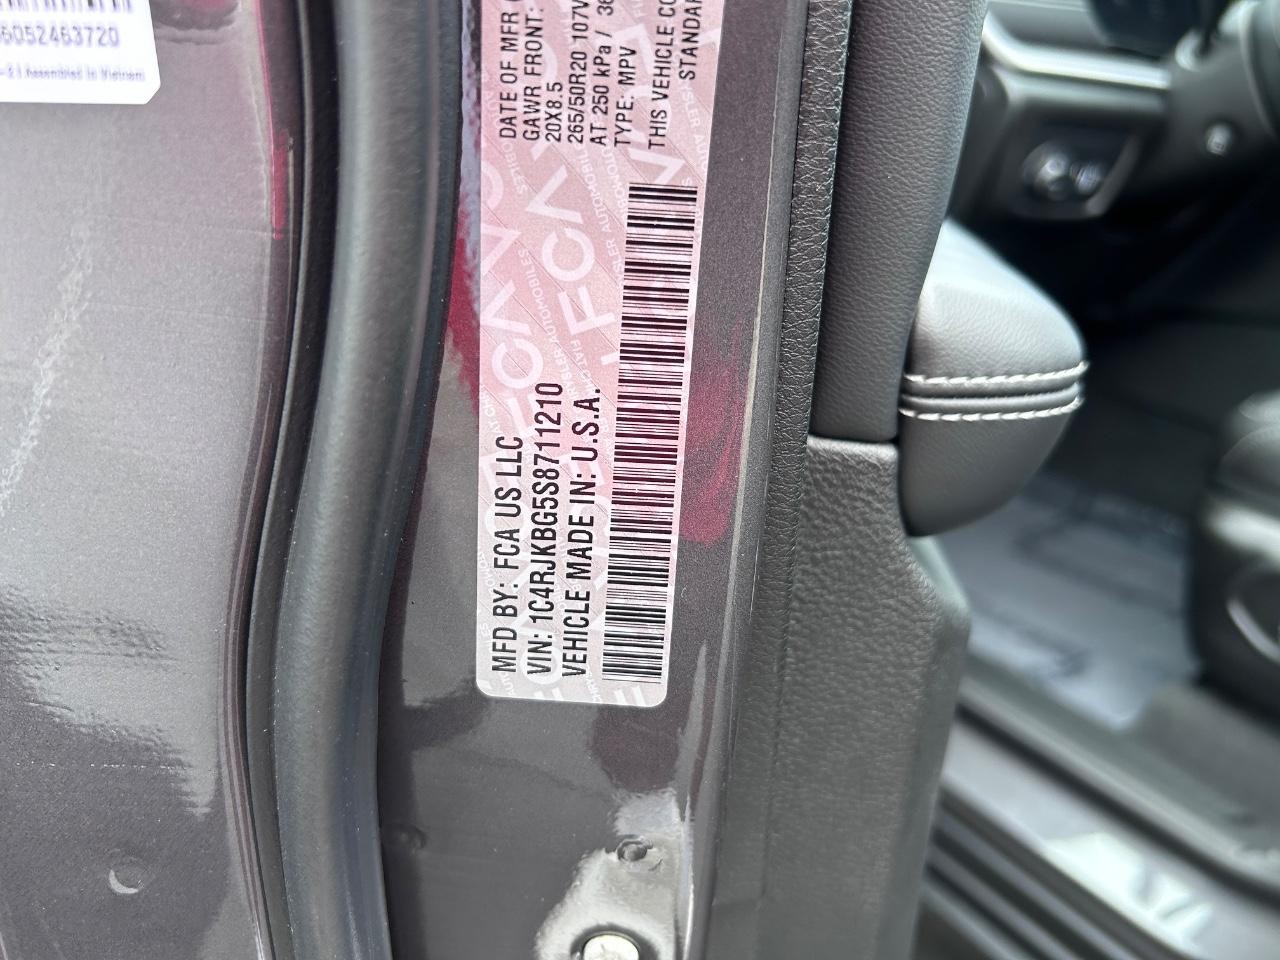 6052463720
Assembled in Vietnam
MFD BY: FCA US LLC
DATE OF MFR
VIN: 1C4RJKBG5S8711210
GAWR FRONT:
VEHICLE MADE IN: U.S.A.
20X8.5
265/50R20 107V
AT 250 kPa /
TYPE: MPV
THIS VEHICLE
STANDAR